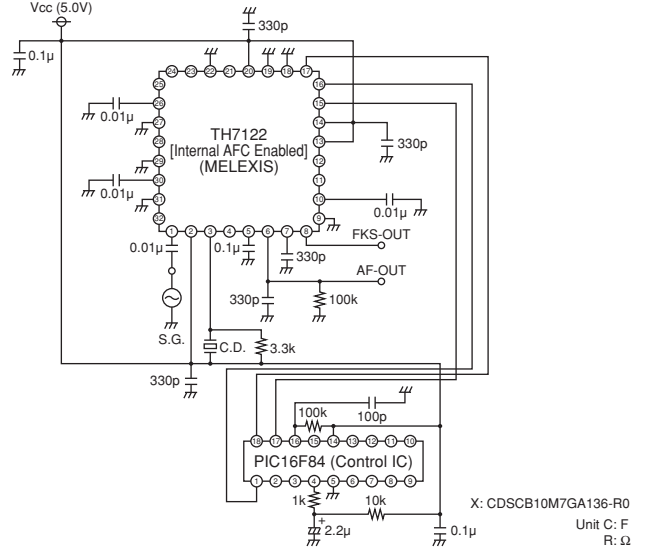 Vcc (5.0V)
330p
0.1μ
24 23 22 21 20 19 18 17
25
16
26
15
0.01μ
27
TH7122
14
28
[Internal AFC Enabled]
13
330p
29
(MELEXIS)
12
30
11
0.01μ
31
10
0.01μ
32
9
1 2 3 4 5 6 7 8
FKS-OUT
0.01μ
0.1μ
330p
AF-OUT
330p
100k
S.G.
C.D.
3.3k
330p
100k
100p
18 17 16 15 14 13 12 11 10
PIC16F84 (Control IC)
1 2 3 4 5 6 7 8 9
1k
10k
+
2.2μ
0.1μ
X: CDSCB10M7GA136-R0
Unit C: F
R: Ω